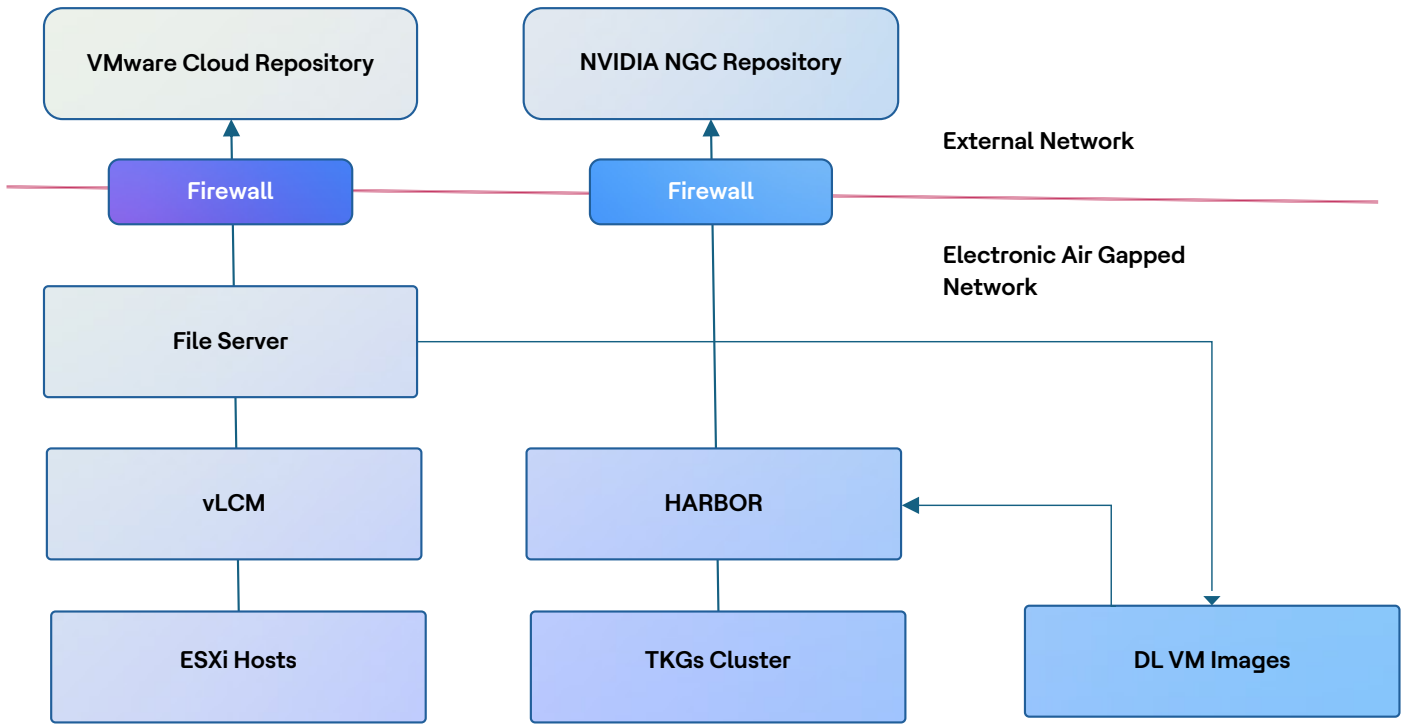 VMware Cloud Repository
NVIDIA NGC Repository
External Network
Firewall
Firewall
Electronic Air Gapped
Network
File Server
vLCM
HARBOR
ESXi Hosts
TKGs Cluster
DL VM Images